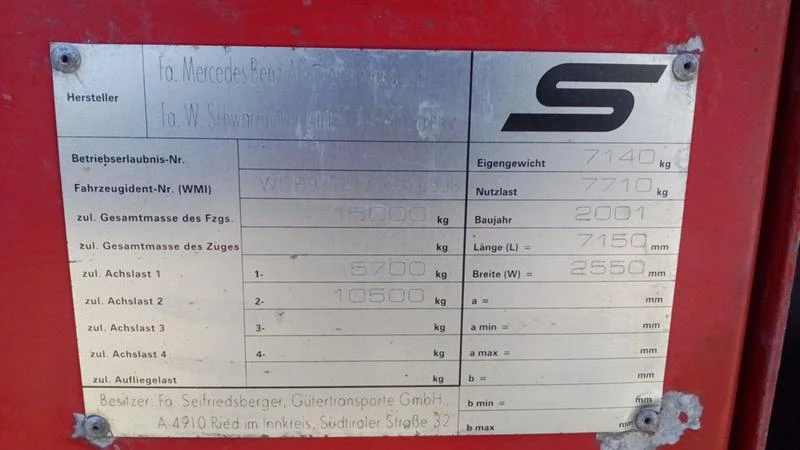 Hersteller
Fa. Mercedes Benz AG
Fa. W. Schwarzmüller
Betriebserlaubnis-Nr.
Fahrzeugident-Nr. (WMI)
zul. Gesamtmasse des Fzgs. 15000 kg
zul. Gesamtmasse des Zuges kg
zul. Achslast 1 1- 6700 kg
zul. Achslast 2 2- 10500 kg
zul. Achslast 3 3- kg
zul. Achslast 4 4- kg
zul. Aufliegelast kg
Besitzer: Fa. Seifriedsberger, Gütertransporte GmbH.,
A-4910 Ried im Innkreis, Südtiroler Straße 32
S
Eigengewicht 7140 kg
Nutzlast 7710 kg
Baujahr 2001
Länge (L) = 7150 mm
Breite (W) = 2550 mm
a = mm
a min = mm
a max = mm
b = mm
b min = mm
b max mm